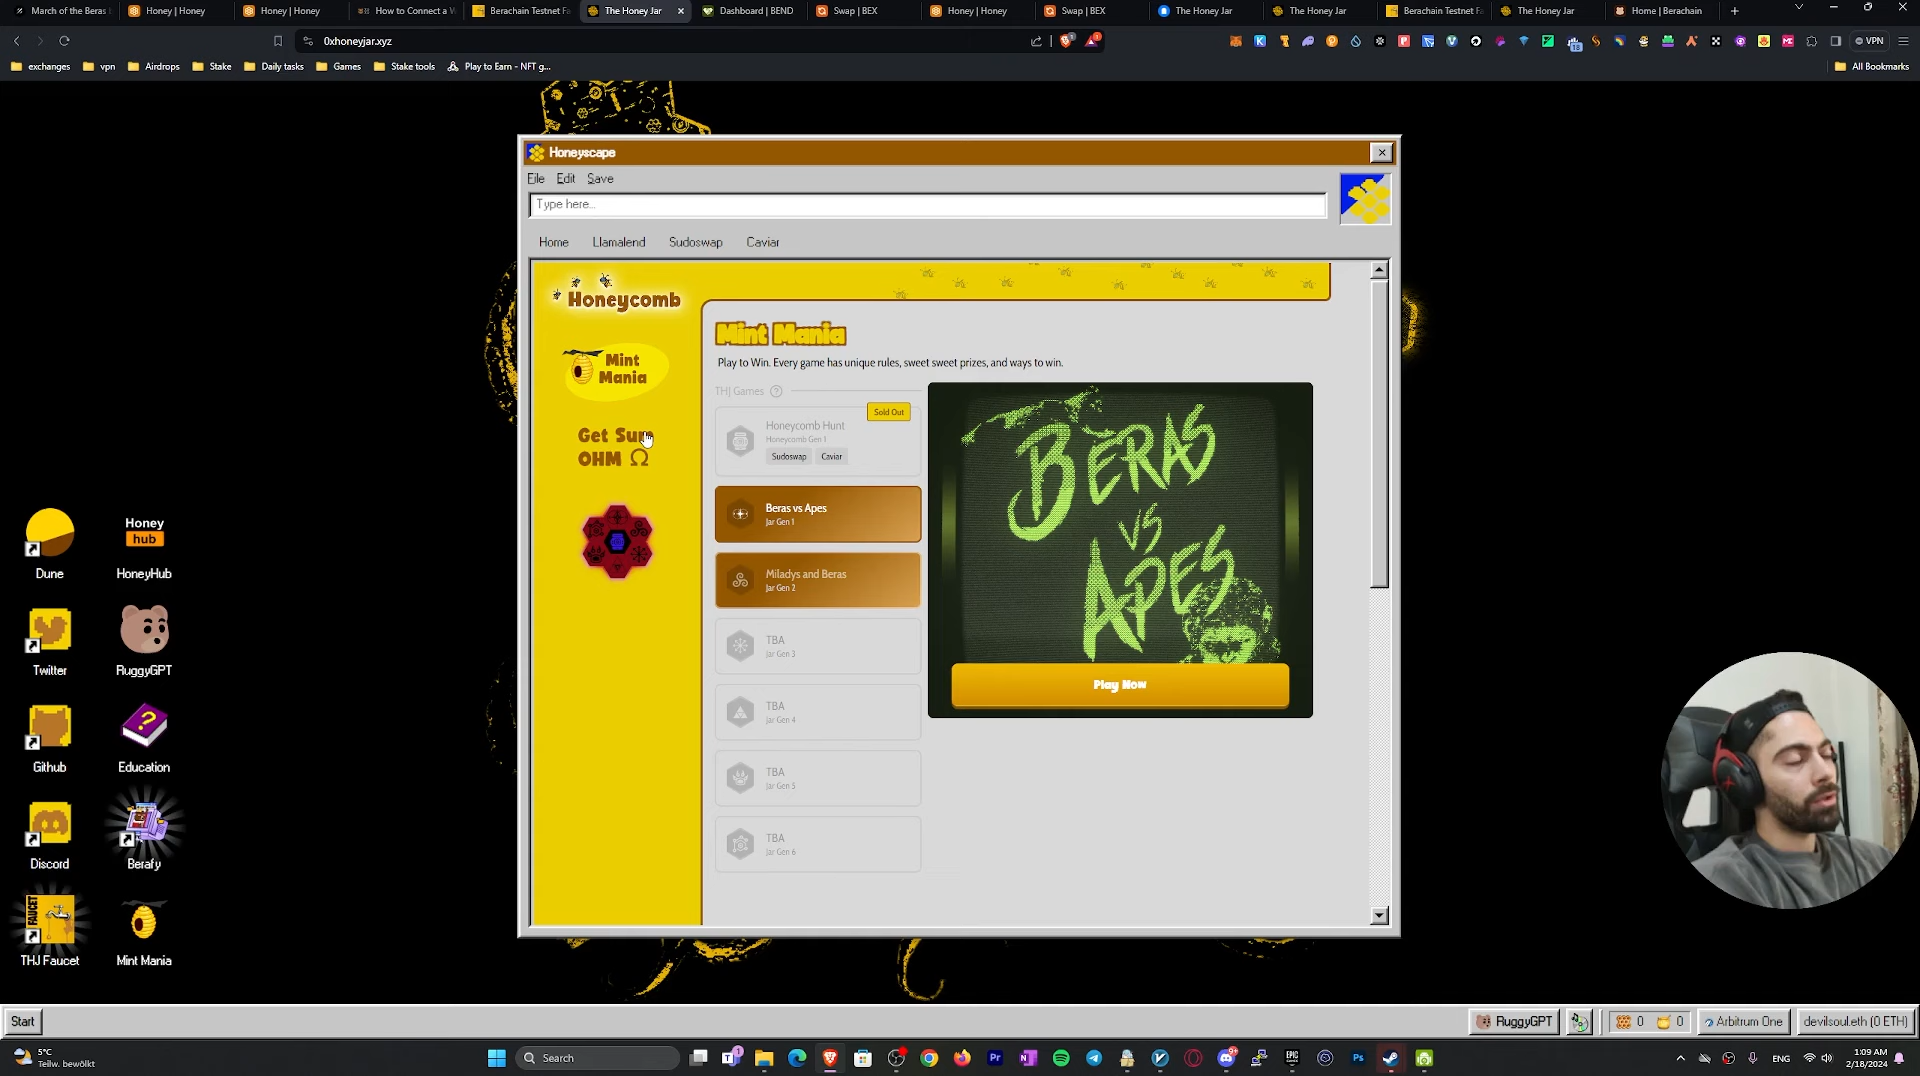 March of the Beras
Honey | Honey
Honey | Honey
How to Connect a W
Berachain Testnet Fa
The Honey Jar
Dashboard | BEND
Swap | BEX
Honey | Honey
Swap | BEX
The Honey Jar
The Honey Jar
Berachain Testnet Fa
The Honey Jar
Home | Berachain
0xhoneyjar.xyz
VPN
exchanges
vpn
Airdrops
Stake
Daily tasks
Games
Stake tools
Play to Earn - NFT g...
All Bookmarks
Honeyscape
File Edit Save
Type here...
Home Llamalend Sudoswap Caviar
Honeycomb
Mint
Mania
Get Sum
OHM Ω
Mint Mania
Play to Win. Every game has unique rules, sweet sweet prizes, and ways to win.
THJ Games ?
Sold Out
Honeycomb Hunt
Honeycomb Gen 1
Sudoswap Caviar
Beras vs Apes
Jar Gen 1
Miladys and Beras
Jar Gen 2
TBA
Jar Gen 3
TBA
Jar Gen 4
TBA
Jar Gen 5
TBA
Jar Gen 6
BERAS
VS
APES
Play Now
Honey
hub
Dune
HoneyHub
Twitter
RuggyGPT
Github
Education
Discord
Berafy
FAUCET
THJ Faucet
Mint Mania
Start
RuggyGPT
0
0
Arbitrum One
devilsoul.eth (0 ETH)
5°C
Teilw. bewölkt
Search
ENG
1:09 AM
2/18/2024